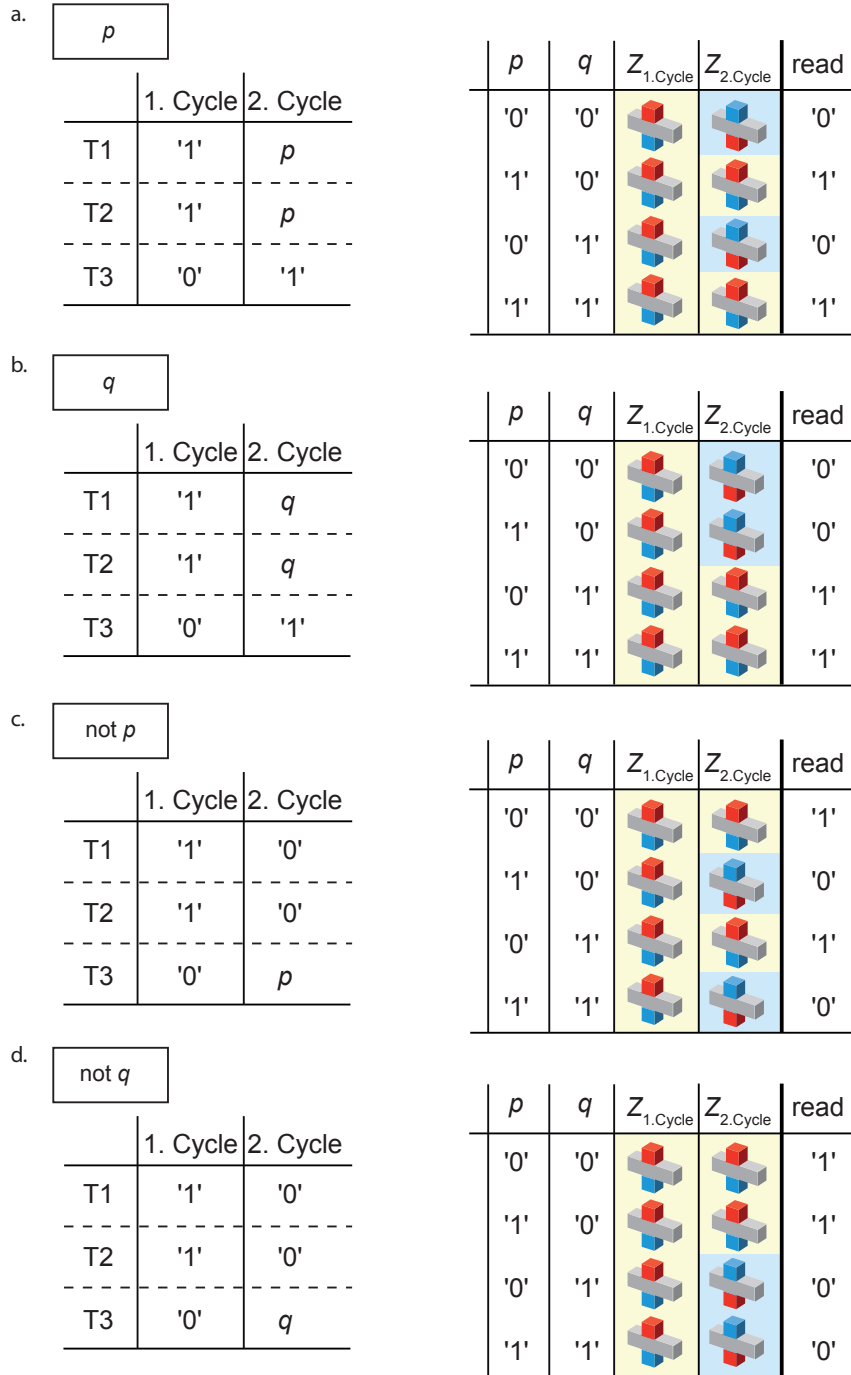 a.
p
1. Cycle 2. Cycle
T1 '1' p
T2 '1' p
T3 '0' '1'
p q Z1.Cycle Z2.Cycle read
'0' '0' '0'
'1' '0' '1'
'0' '1' '0'
'1' '1' '1'
b.
q
1. Cycle 2. Cycle
T1 '1' q
T2 '1' q
T3 '0' '1'
p q Z1.Cycle Z2.Cycle read
'0' '0' '0'
'1' '0' '0'
'0' '1' '1'
'1' '1' '1'
c.
not p
1. Cycle 2. Cycle
T1 '1' '0'
T2 '1' '0'
T3 '0' p
p q Z1.Cycle Z2.Cycle read
'0' '0' '1'
'1' '0' '0'
'0' '1' '1'
'1' '1' '0'
d.
not q
1. Cycle 2. Cycle
T1 '1' '0'
T2 '1' '0'
T3 '0' q
p q Z1.Cycle Z2.Cycle read
'0' '0' '1'
'1' '0' '1'
'0' '1' '0'
'1' '1' '0'